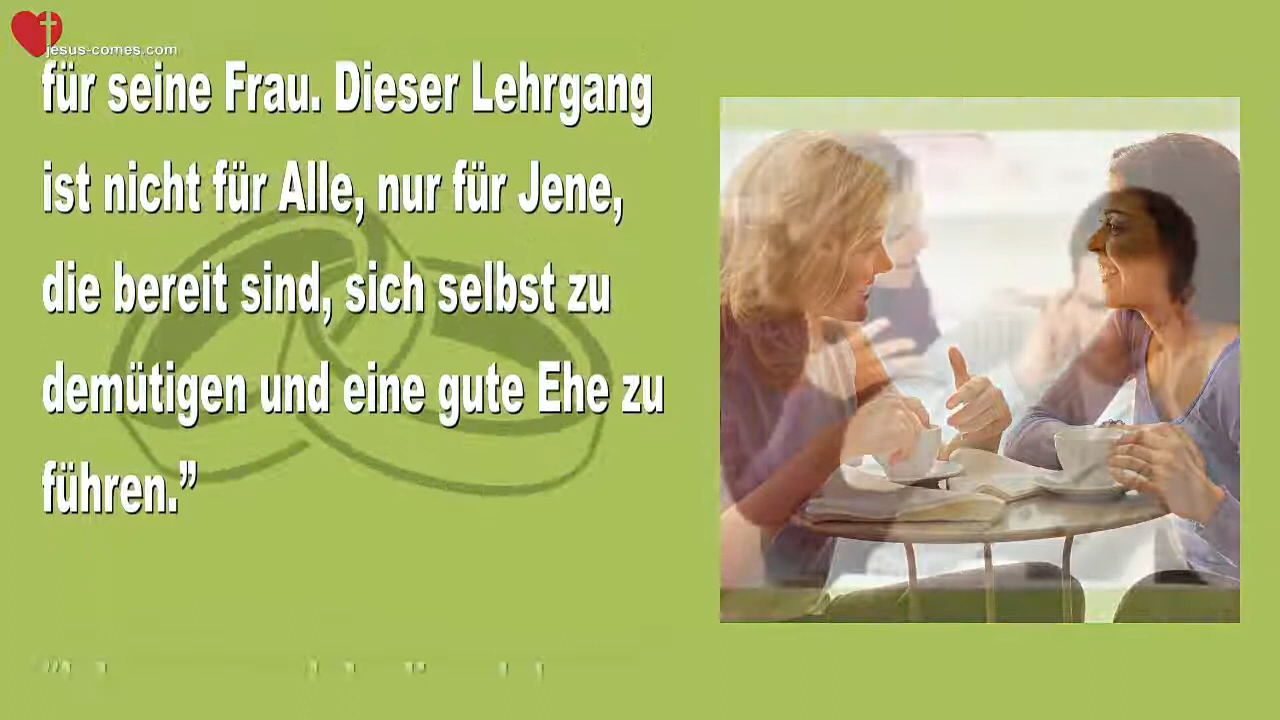 jesus-comes.com
für seine Frau. Dieser Lehrgang
ist nicht für Alle, nur für Jene,
die bereit sind, sich selbst zu
demütigen und eine gute Ehe zu
führen.”